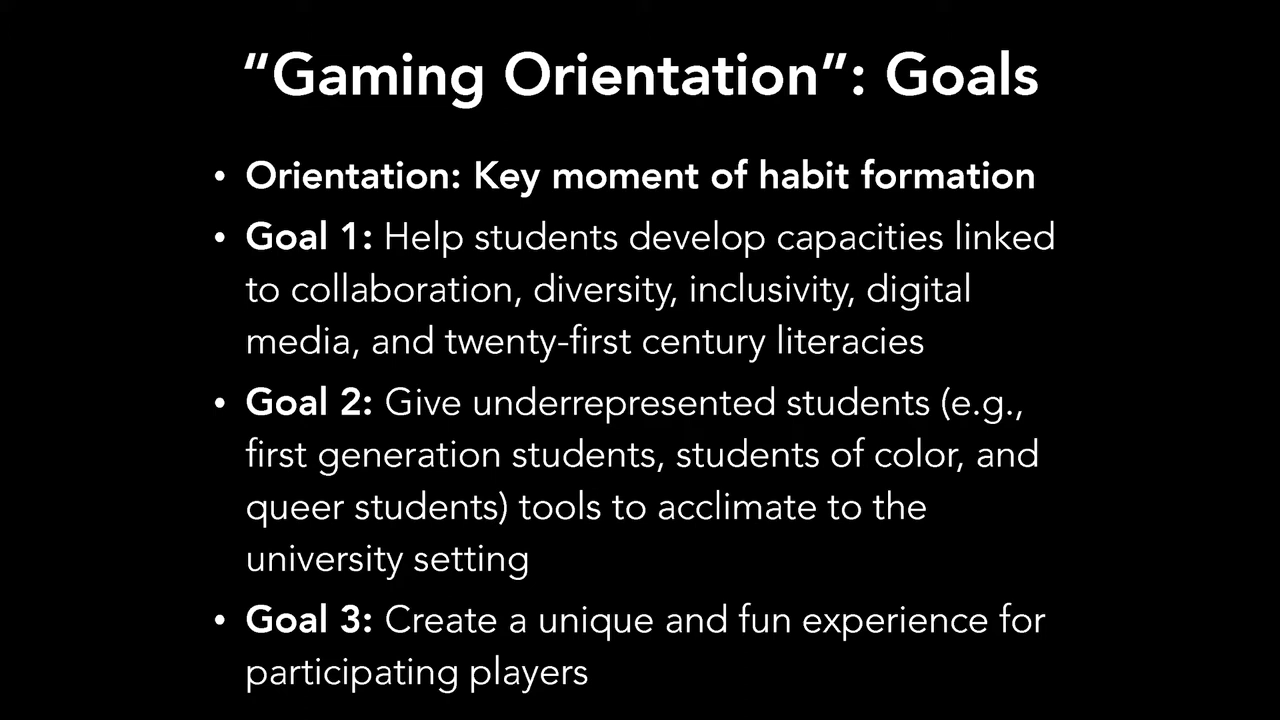 “Gaming Orientation”: Goals
• Orientation: Key moment of habit formation
• Goal 1: Help students develop capacities linked
to collaboration, diversity, inclusivity, digital
media, and twenty-first century literacies
• Goal 2: Give underrepresented students (e.g.,
first generation students, students of color, and
queer students) tools to acclimate to the
university setting
• Goal 3: Create a unique and fun experience for
participating players